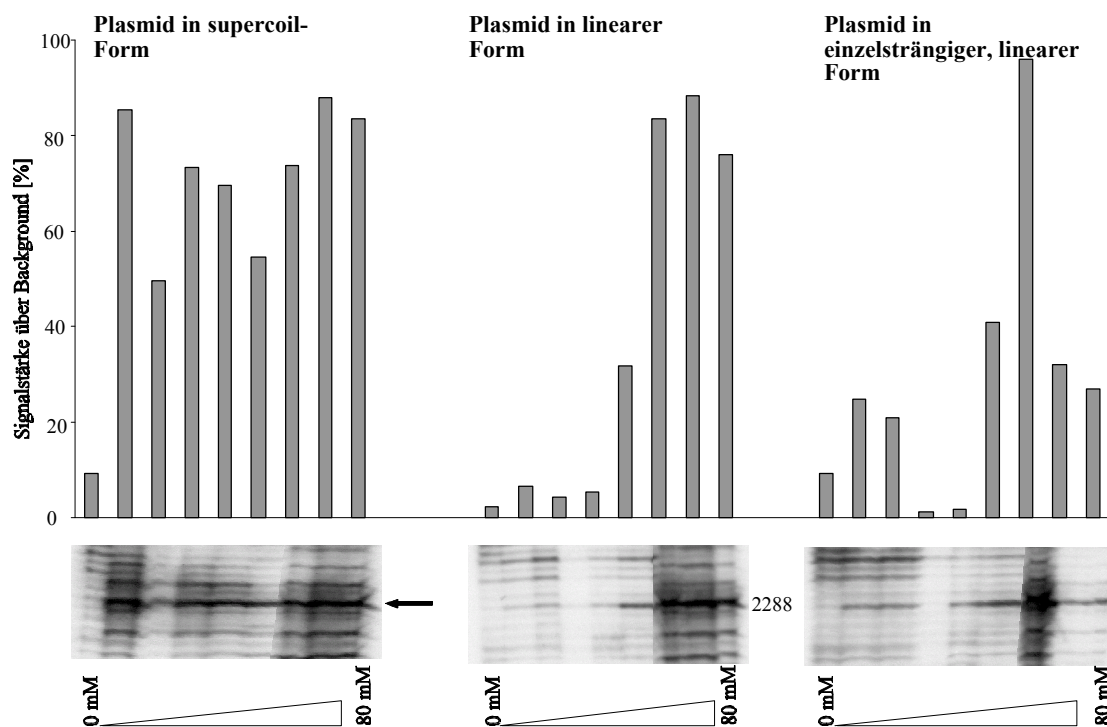 Plasmid in supercoil-
Form
Plasmid in linearer
Form
Plasmid in
einzelsträngiger, linearer
Form
Signalstärke über Background [%]
100
80
60
40
20
0
2288
0 mM
80 mM
0 mM
80 mM
0 mM
80 mM